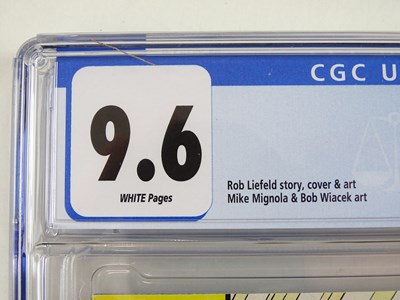 CGC U
9.6
WHITE Pages
Rob Liefeld story, cover & art
Mike Mignola & Bob Wiacek art